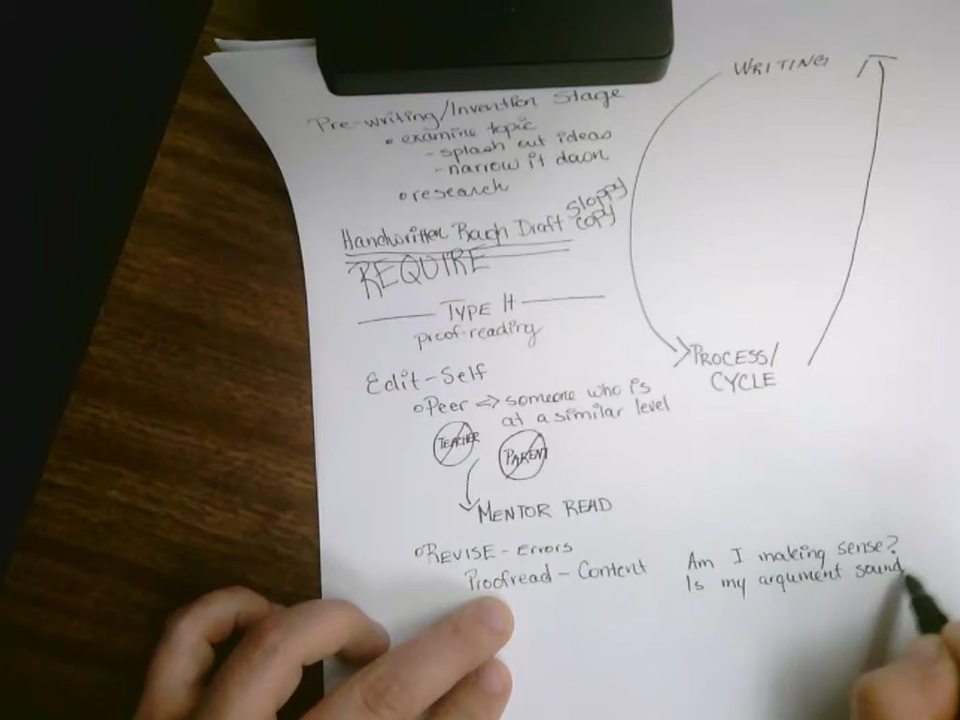 Pre-writing/Invention Stage
o examine topic
- splash out ideas
- narrow it down
o research
Handwritten Rough Draft sloppy copy
REQUIRE
TYPE It
proof-reading
Edit-Self
o Peer => someone who is
at a similar level
TEACHER PARENT
MENTOR READ
o REVISE - Errors
Proofread - Content
WRITING
PROCESS/
CYCLE
Am I making sense?
Is my argument sound